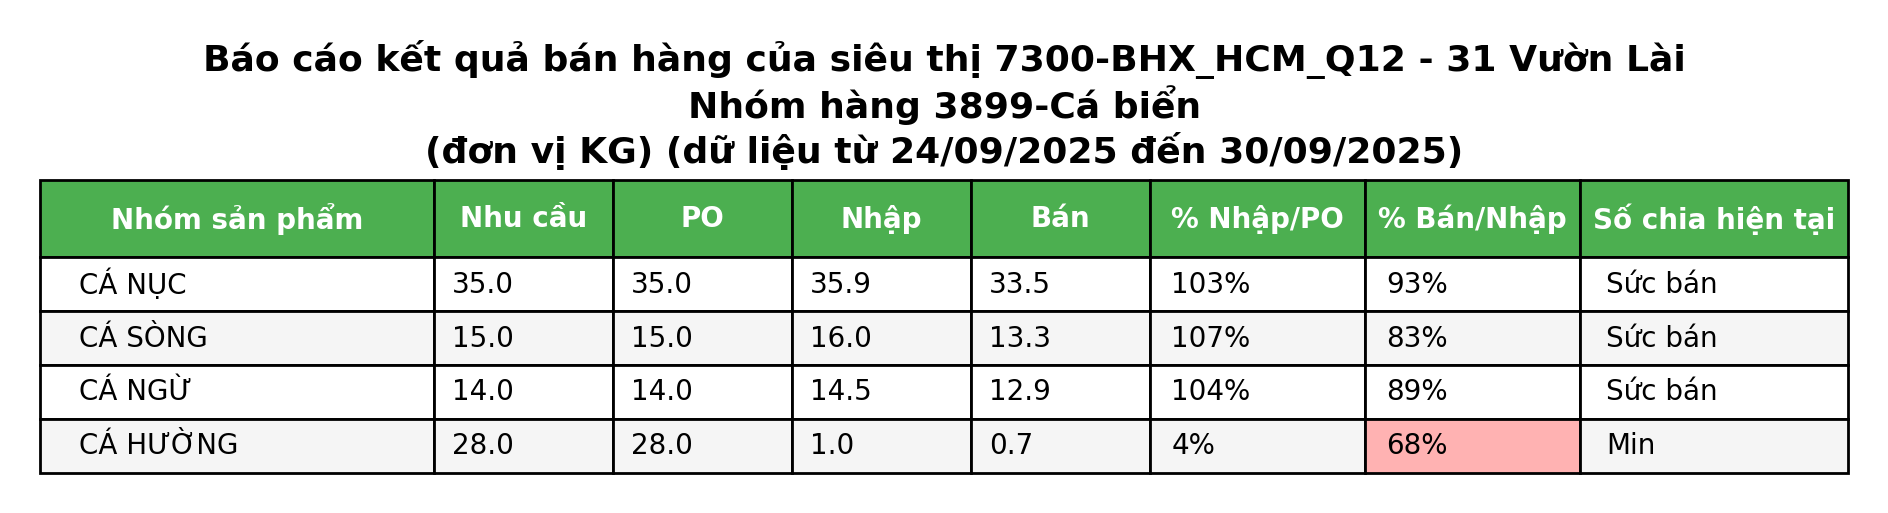 Báo cáo kết quả bán hàng của siêu thị 7300-BHX_HCM_Q12 - 31 Vườn Lài
Nhóm hàng 3899-Cá biển
(đơn vị KG) (dữ liệu từ 24/09/2025 đến 30/09/2025)
Nhóm sản phẩm Nhu cầu PO Nhập Bán % Nhập/PO % Bán/Nhập Số chia hiện tại
CÁ NỤC 35.0 35.0 35.9 33.5 103% 93% Sức bán
CÁ SÒNG 15.0 15.0 16.0 13.3 107% 83% Sức bán
CÁ NGỪ 14.0 14.0 14.5 12.9 104% 89% Sức bán
CÁ HƯỜNG 28.0 28.0 1.0 0.7 4% 68% Min